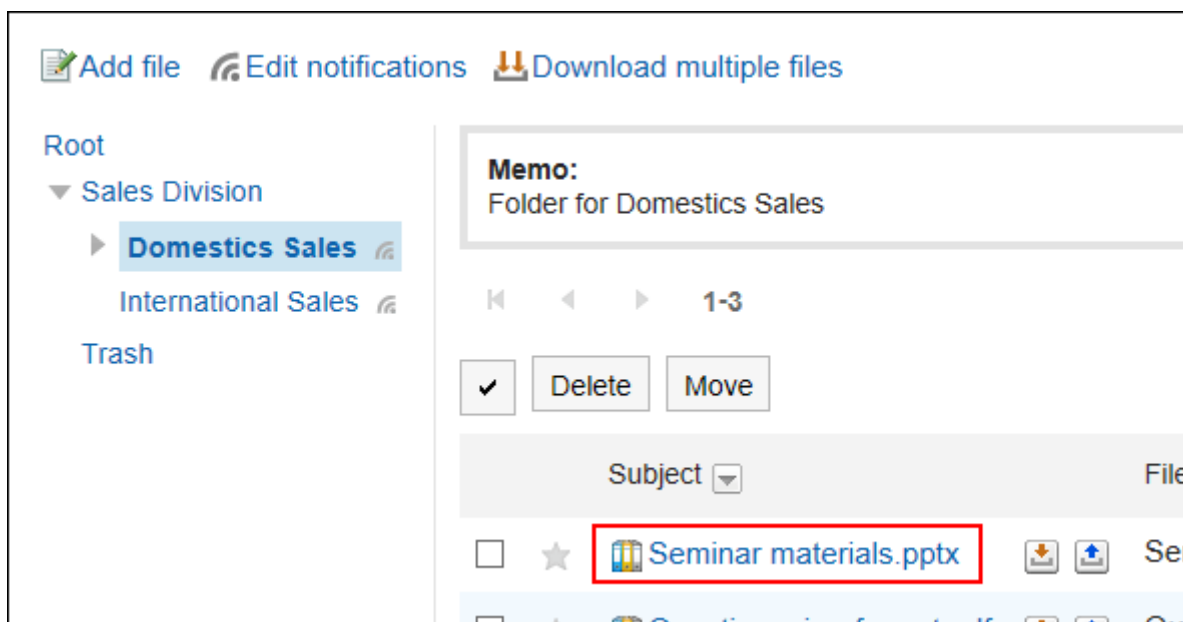 Add file Edit notifications Download multiple files
Root
Sales Division
Domestics Sales
International Sales
Trash
Memo:
Folder for Domestics Sales
1-3
Delete Move
Subject
Seminar materials.pptx